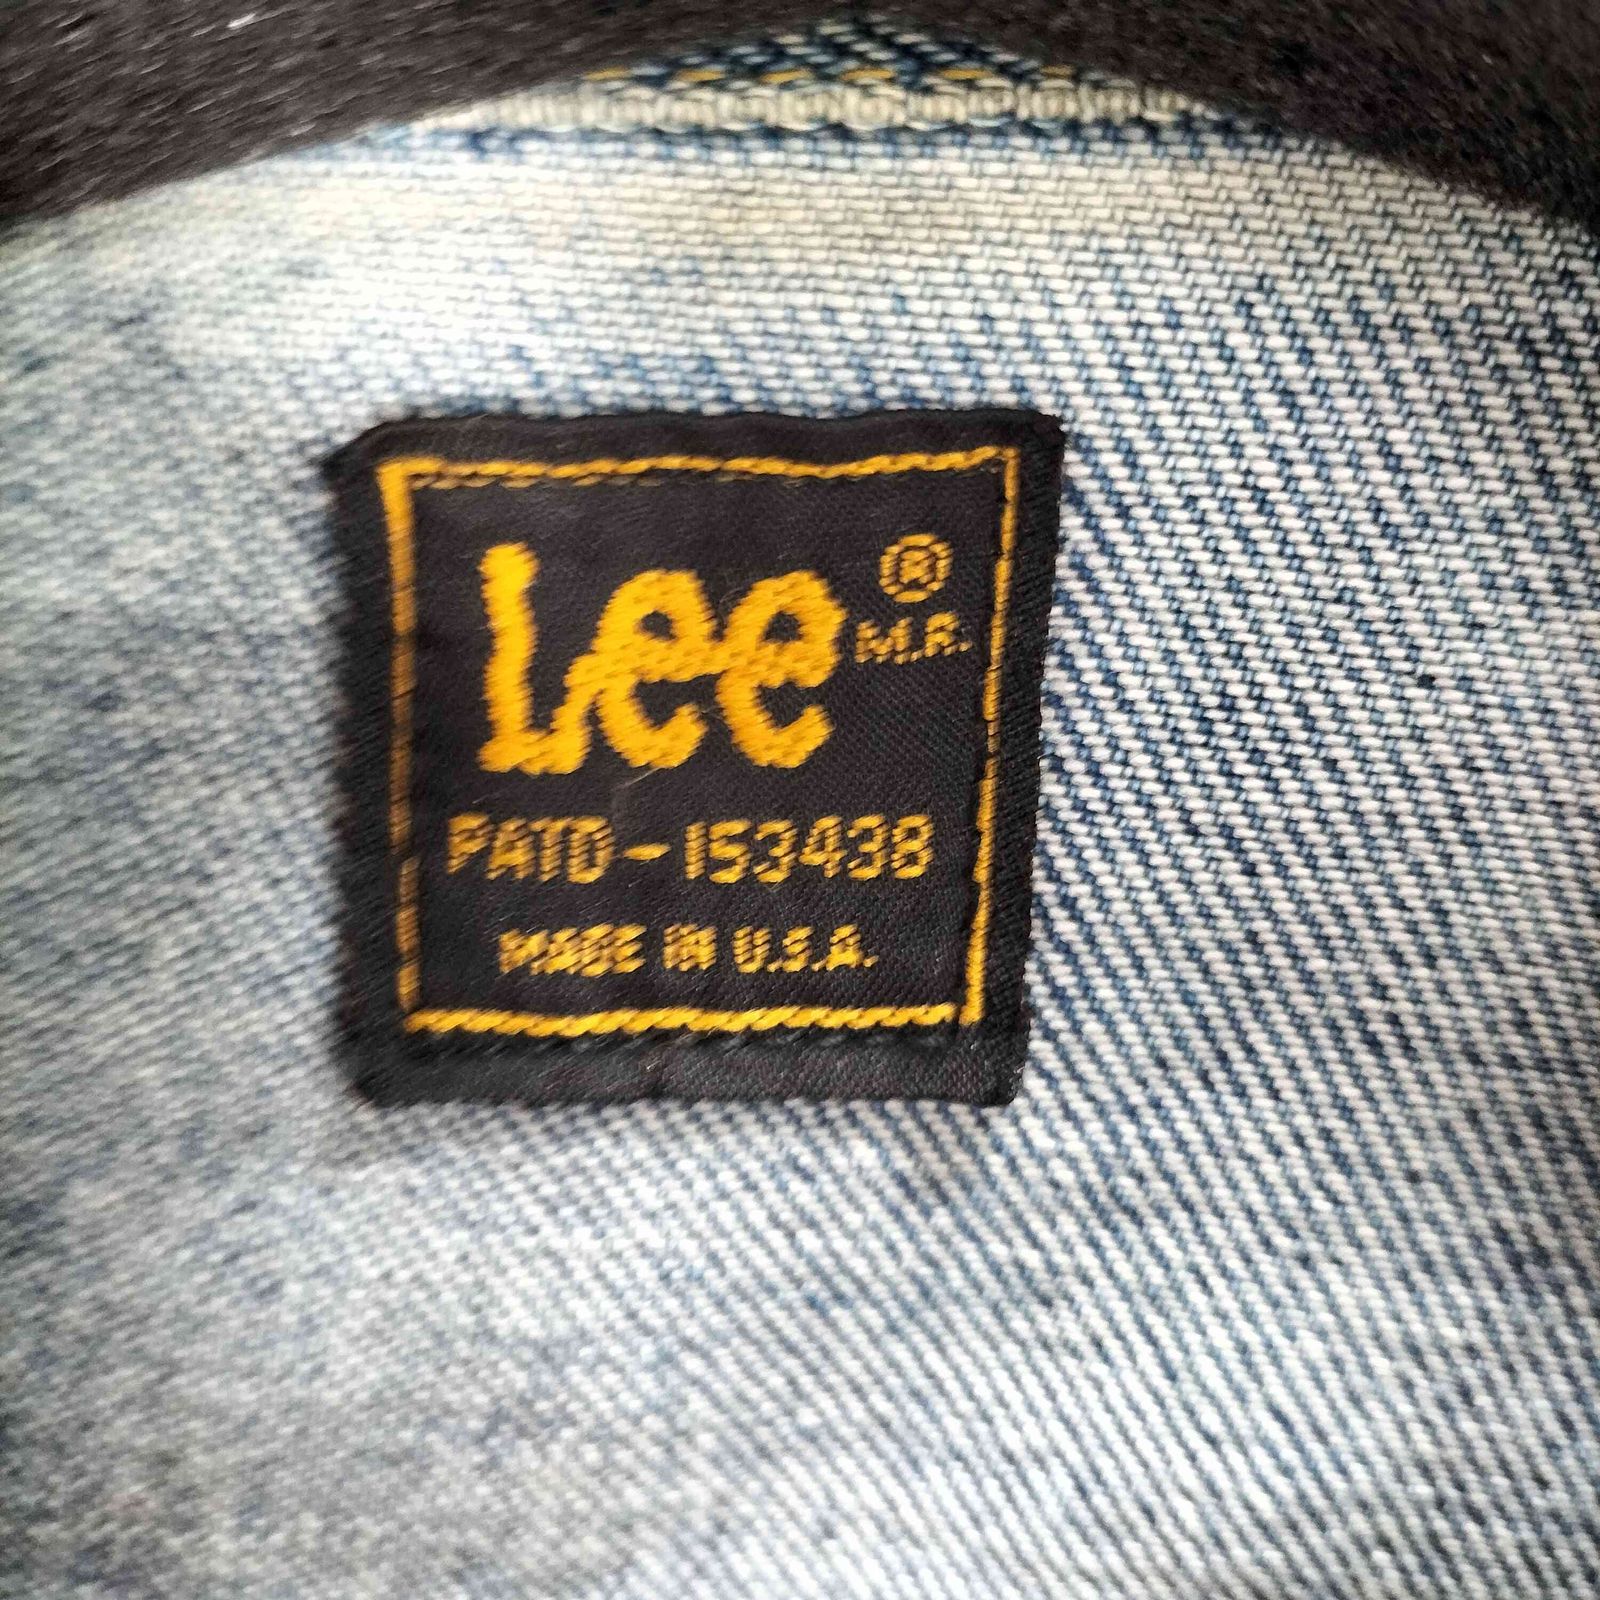 Lee ®
M.R.
PATD-153438
MADE IN U.S.A.